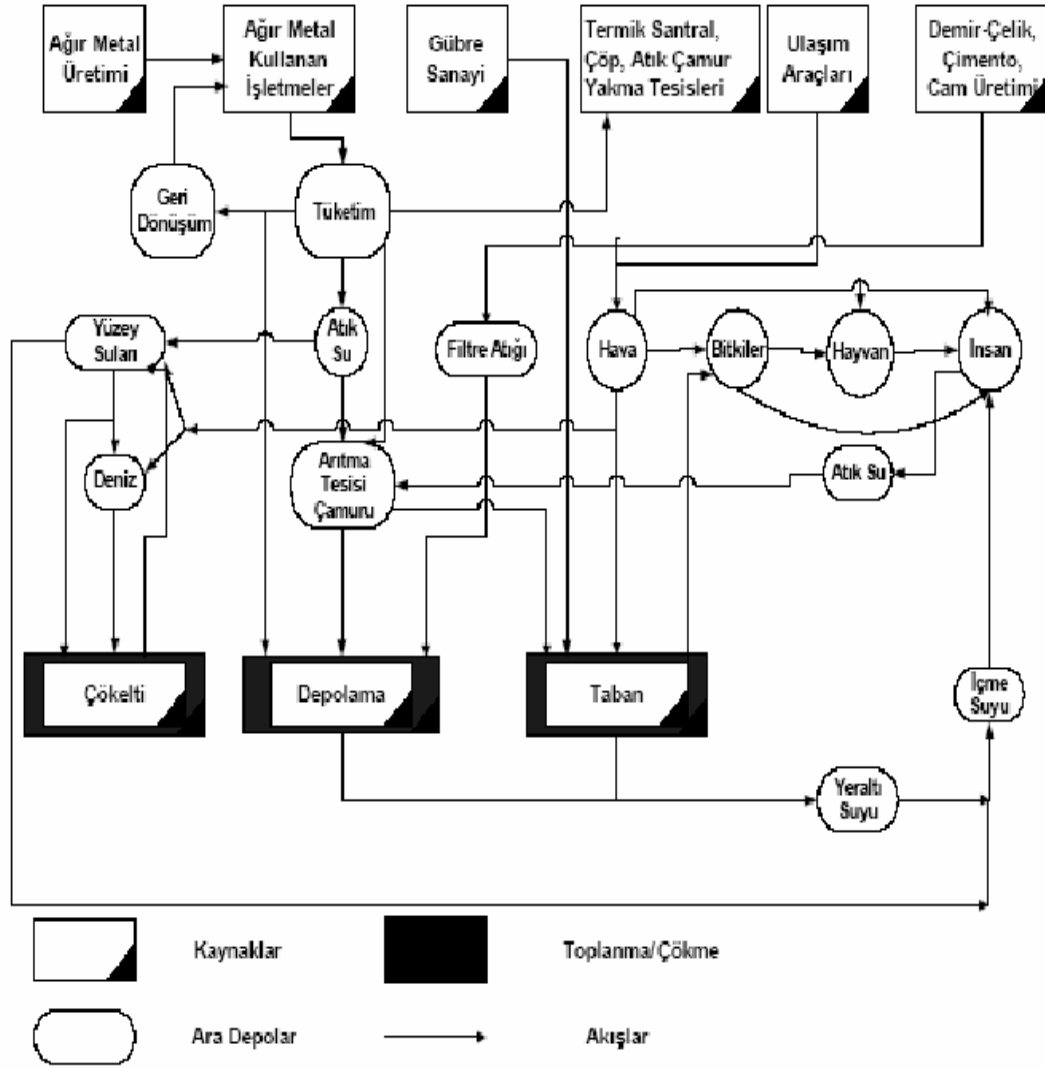 Ağır Metal
Üretimi
Ağır Metal
Kullanan
İşletmeler
Gübre
Sanayi
Termik Santral,
Çöp, Atık Çamur
Yakma Tesisleri
Ulaşım
Araçları
Demir-Çelik,
Çimento,
Cam Üretimi
Geri
Dönüşüm
Tüketim
Yüzey
Suları
Atık
Su
Filtre Atığı
Hava
Bitkiler
Hayvan
İnsan
Deniz
Arıtma
Tesisi
Çamuru
Atık Su
Çökelti
Depolama
Taban
İçme
Suyu
Yeraltı
Suyu
Kaynaklar
Toplanma/Çökme
Ara Depolar
Akışlar